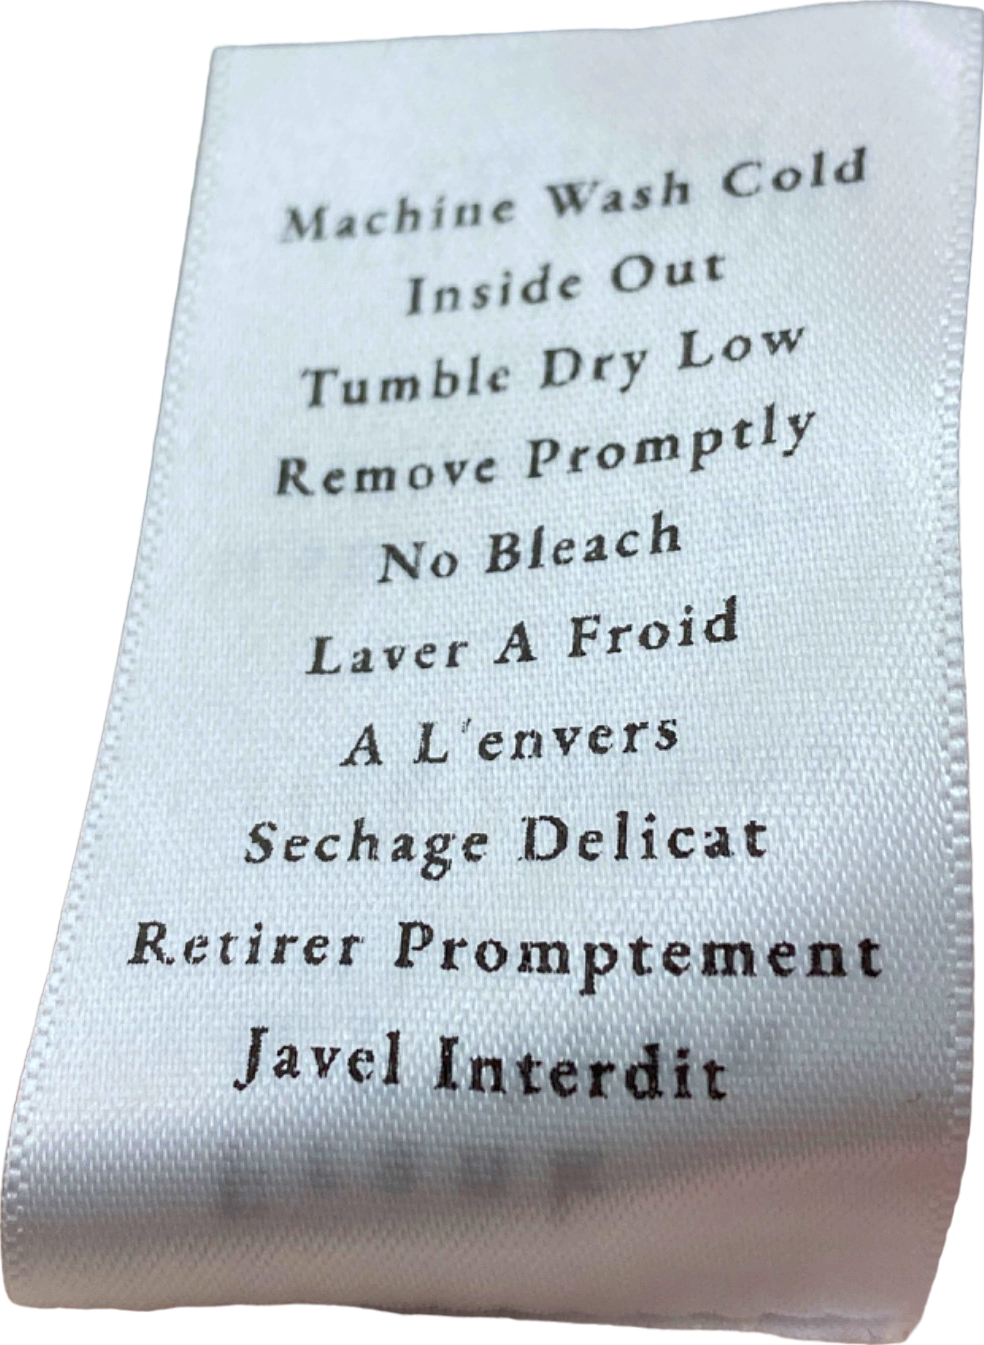 Machine Wash Cold
Inside Out
Tumble Dry Low
Remove Promptly
No Bleach
Laver A Froid
A L'envers
Sechage Delicat
Retirer Promptement
Javel Interdit